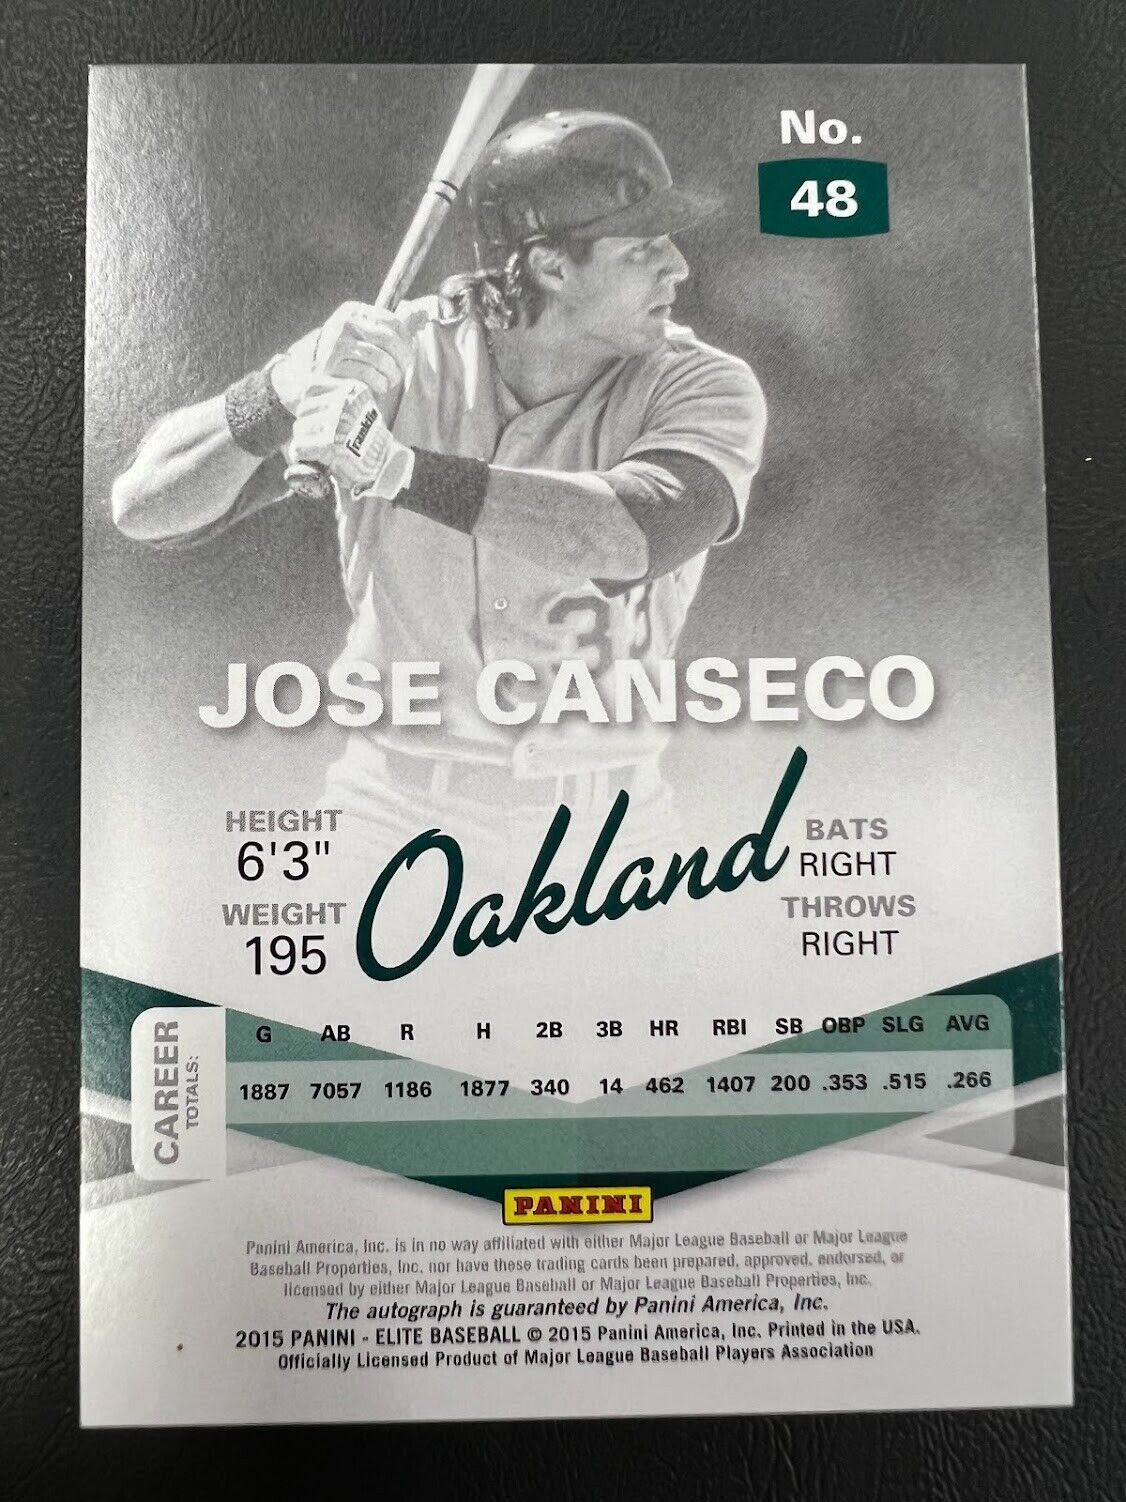 No.
48
Franklin
33
JOSE CANSECO
Oakland
HEIGHT
6'3"
WEIGHT
195
BATS
RIGHT
THROWS
RIGHT
CAREER
TOTALS:
G AB R H 2B 3B HR RBI SB OBP SLG AVG
1887 7057 1186 1877 340 14 462 1407 200 .353 .515 .266
PANINI
Panini America, Inc. is in no way affiliated with either Major League Baseball or Major League
Baseball Properties, Inc. nor have these trading cards been prepared, approved, endorsed, or
licensed by either Major League Baseball or Major League Baseball Properties, Inc.
The autograph is guaranteed by Panini America, Inc.
2015 PANINI - ELITE BASEBALL © 2015 Panini America, Inc. Printed in the USA.
Officially Licensed Product of Major League Baseball Players Association